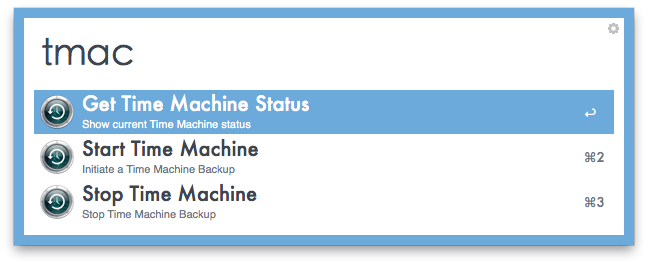 tmac
Get Time Machine Status
Show current Time Machine status
↩
Start Time Machine
Initiate a Time Machine Backup
⌘2
Stop Time Machine
Stop Time Machine Backup
⌘3